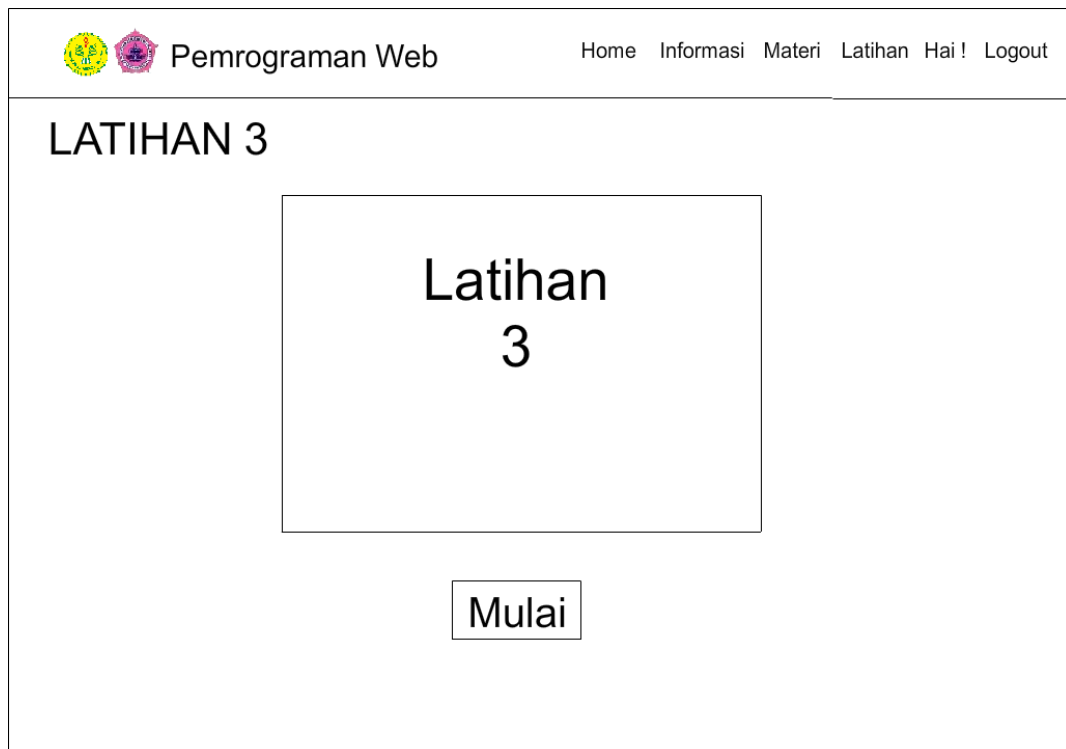 Pemrograman Web
Home Informasi Materi Latihan Hai ! Logout
LATIHAN 3
Latihan
3
Mulai